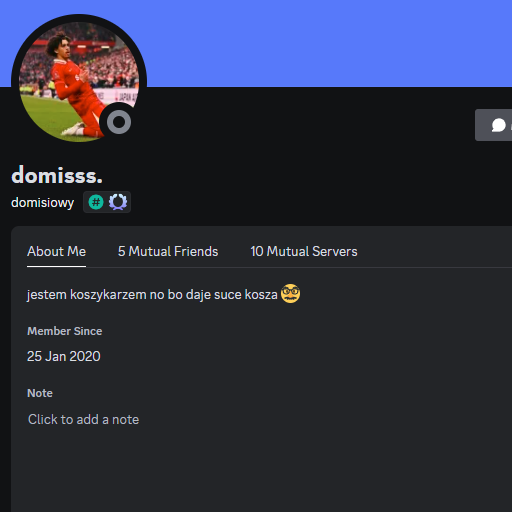 domisss.
domisiowy #
About Me 5 Mutual Friends 10 Mutual Servers
jestem koszykarzem no bo daje suce kosza
Member Since
25 Jan 2020
Note
Click to add a note